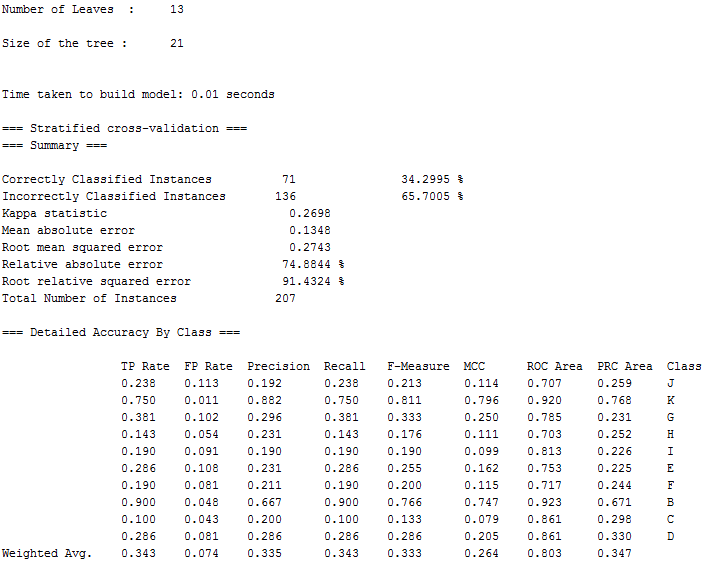 Number of Leaves : 13
Size of the tree : 21
Time taken to build model: 0.01 seconds
=== Stratified cross-validation ===
=== Summary ===
Correctly Classified Instances 71 34.2995 %
Incorrectly Classified Instances 136 65.7005 %
Kappa statistic 0.2698
Mean absolute error 0.1348
Root mean squared error 0.2743
Relative absolute error 74.8844 %
Root relative squared error 91.4324 %
Total Number of Instances 207
=== Detailed Accuracy By Class ===
TP Rate FP Rate Precision Recall F-Measure MCC ROC Area PRC Area Class
0.238 0.113 0.192 0.238 0.213 0.114 0.707 0.259 J
0.750 0.011 0.882 0.750 0.811 0.796 0.920 0.768 K
0.381 0.102 0.296 0.381 0.333 0.250 0.785 0.231 G
0.143 0.054 0.231 0.143 0.176 0.111 0.703 0.252 H
0.190 0.091 0.190 0.190 0.190 0.099 0.813 0.226 I
0.286 0.108 0.231 0.286 0.255 0.162 0.753 0.225 E
0.190 0.081 0.211 0.190 0.200 0.115 0.717 0.244 F
0.900 0.048 0.667 0.900 0.766 0.747 0.923 0.671 B
0.100 0.043 0.200 0.100 0.133 0.079 0.861 0.298 C
0.286 0.081 0.286 0.286 0.286 0.205 0.861 0.330 D
Weighted Avg. 0.343 0.074 0.335 0.343 0.333 0.264 0.803 0.347